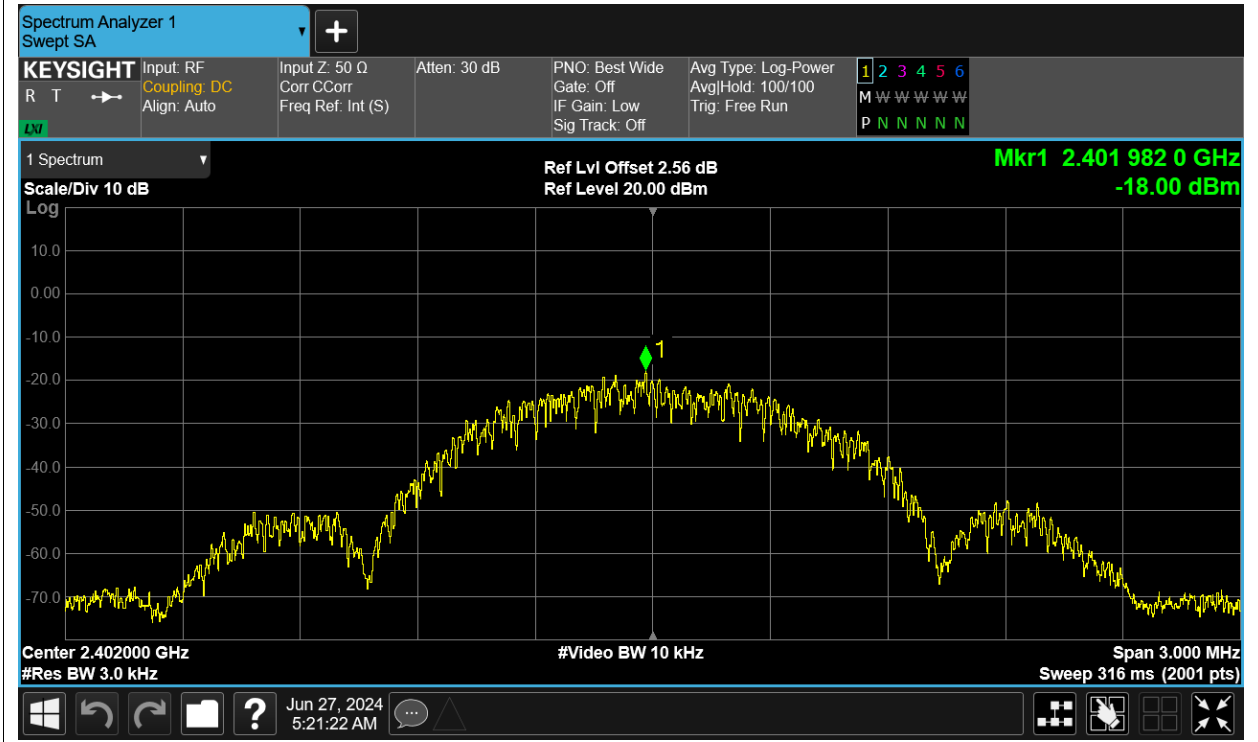 Spectrum Analyzer 1
Swept SA
KEYSIGHT
R T
LXI
Input: RF
Coupling: DC
Align: Auto
Input Z: 50 Ω
Corr CCorr
Freq Ref: Int (S)
Atten: 30 dB
PNO: Best Wide
Gate: Off
IF Gain: Low
Sig Track: Off
Avg Type: Log-Power
Avg|Hold: 100/100
Trig: Free Run
1 2 3 4 5 6
M W W W W W
P N N N N N
1 Spectrum
Scale/Div 10 dB
Log
Ref Lvl Offset 2.56 dB
Ref Level 20.00 dBm
Mkr1 2.401 982 0 GHz
-18.00 dBm
10.0
0.00
-10.0
1
-20.0
-30.0
-40.0
-50.0
-60.0
-70.0
Center 2.402000 GHz
#Video BW 10 kHz
Span 3.000 MHz
#Res BW 3.0 kHz
Sweep 316 ms (2001 pts)
?
Jun 27, 2024
5:21:22 AM